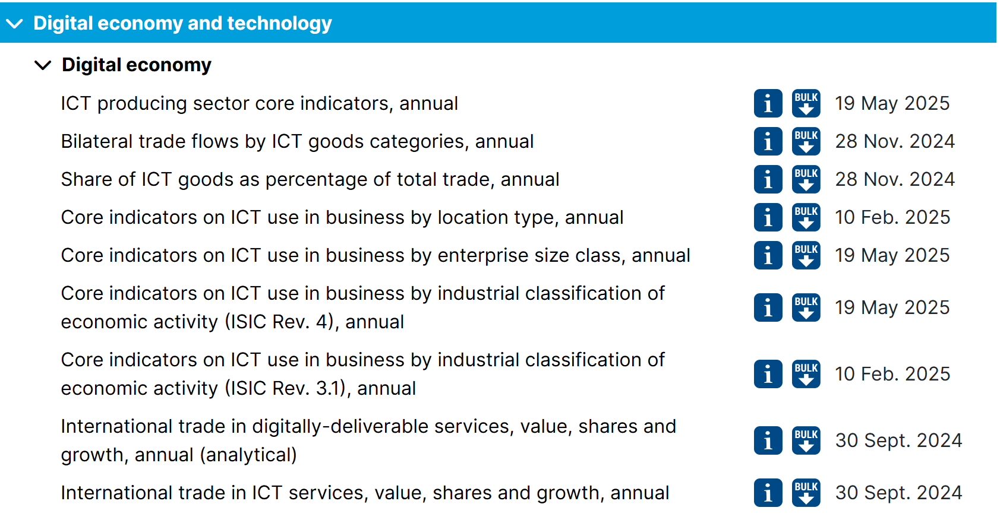 Digital economy and technology
Digital economy
ICT producing sector core indicators, annual i BULK 19 May 2025
Bilateral trade flows by ICT goods categories, annual i BULK 28 Nov. 2024
Share of ICT goods as percentage of total trade, annual i BULK 28 Nov. 2024
Core indicators on ICT use in business by location type, annual i BULK 10 Feb. 2025
Core indicators on ICT use in business by enterprise size class, annual i BULK 19 May 2025
Core indicators on ICT use in business by industrial classification of
economic activity (ISIC Rev. 4), annual i BULK 19 May 2025
Core indicators on ICT use in business by industrial classification of
economic activity (ISIC Rev. 3.1), annual i BULK 10 Feb. 2025
International trade in digitally-deliverable services, value, shares and
growth, annual (analytical) i BULK 30 Sept. 2024
International trade in ICT services, value, shares and growth, annual i BULK 30 Sept. 2024